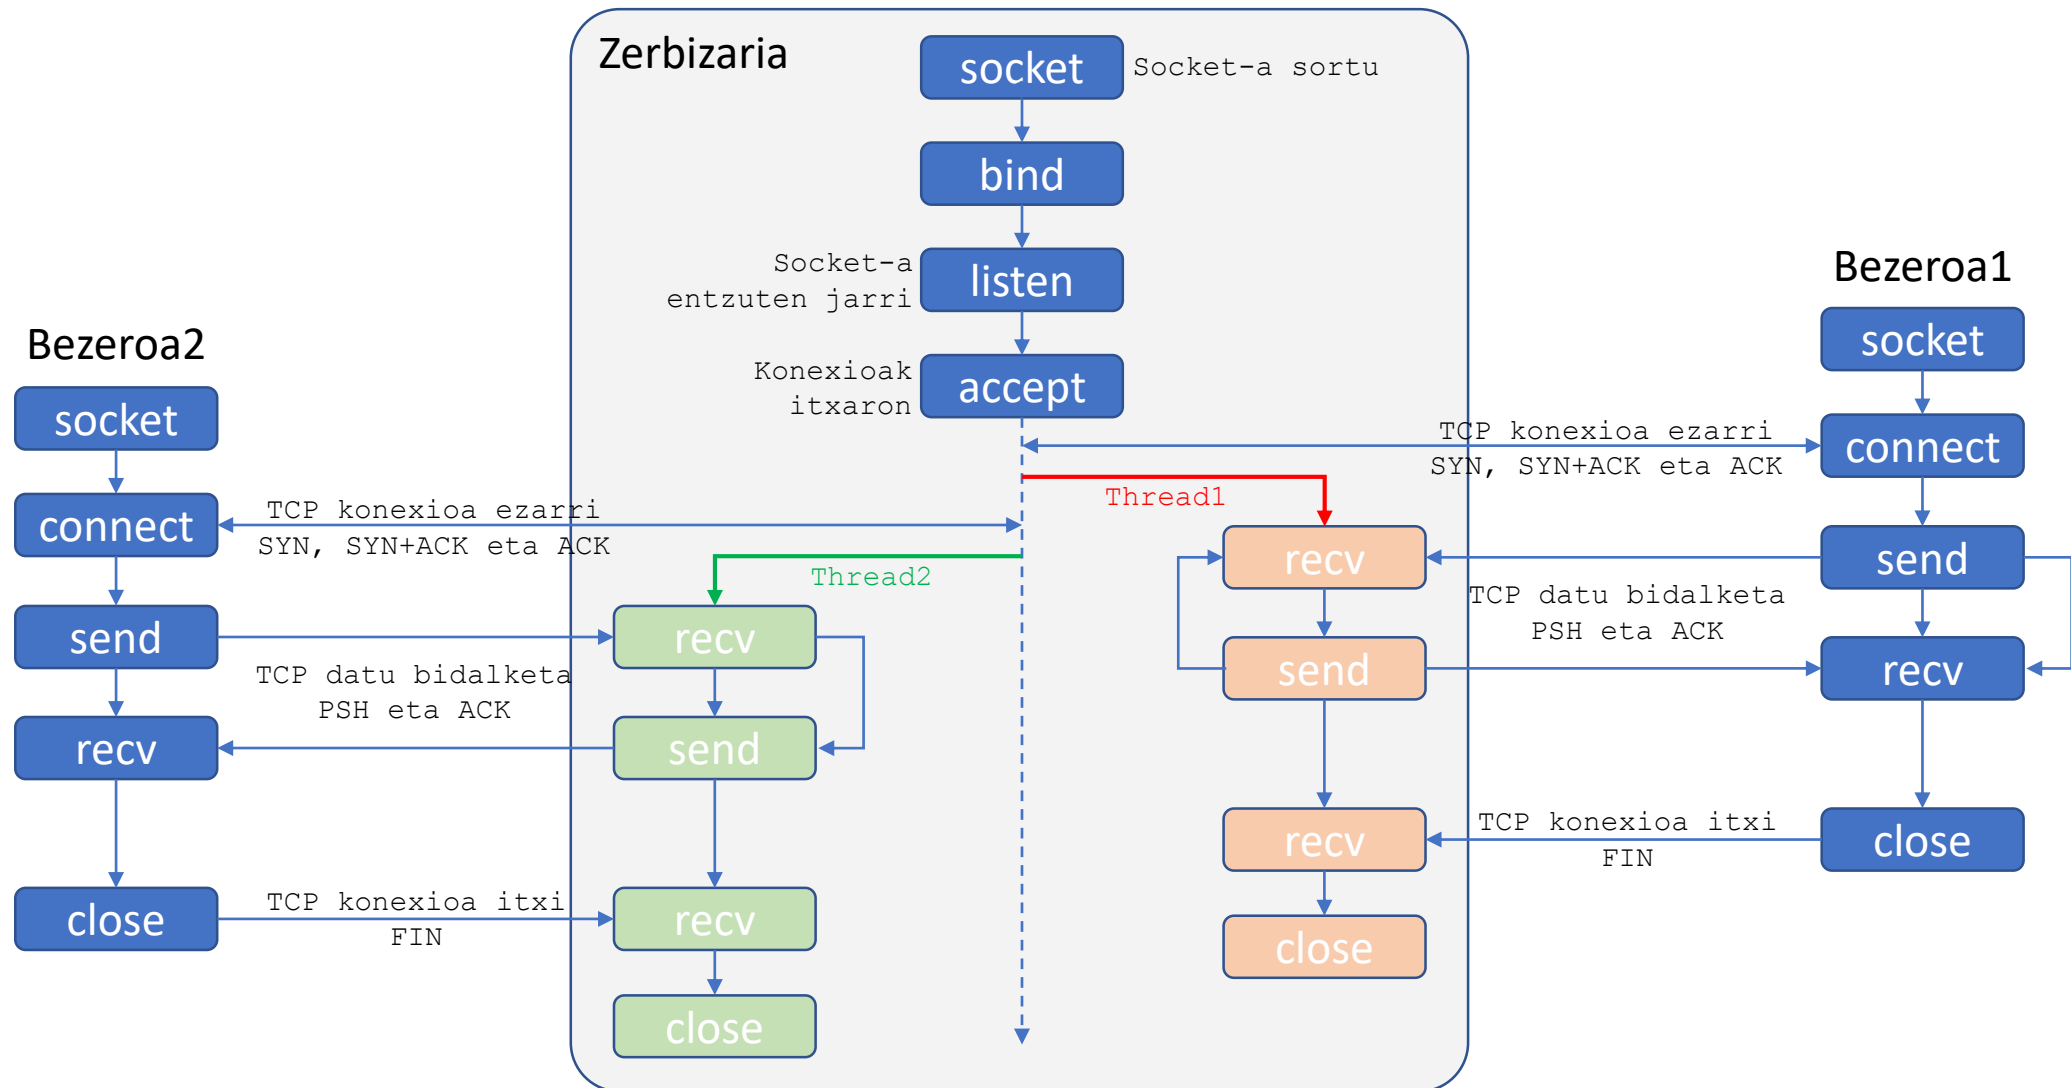 Zerbizaria
socket
Socket-a sortu
bind
Socket-a
entzuten jarri
listen
Konexioak
itxaron
accept
Bezeroa1
socket
TCP konexioa ezarri
SYN, SYN+ACK eta ACK
connect
Thread1
recv
send
TCP datu bidalketa
PSH eta ACK
send
recv
recv
TCP konexioa itxi
FIN
close
close
Bezeroa2
socket
connect
TCP konexioa ezarri
SYN, SYN+ACK eta ACK
Thread2
send
recv
TCP datu bidalketa
PSH eta ACK
recv
send
close
TCP konexioa itxi
FIN
recv
close